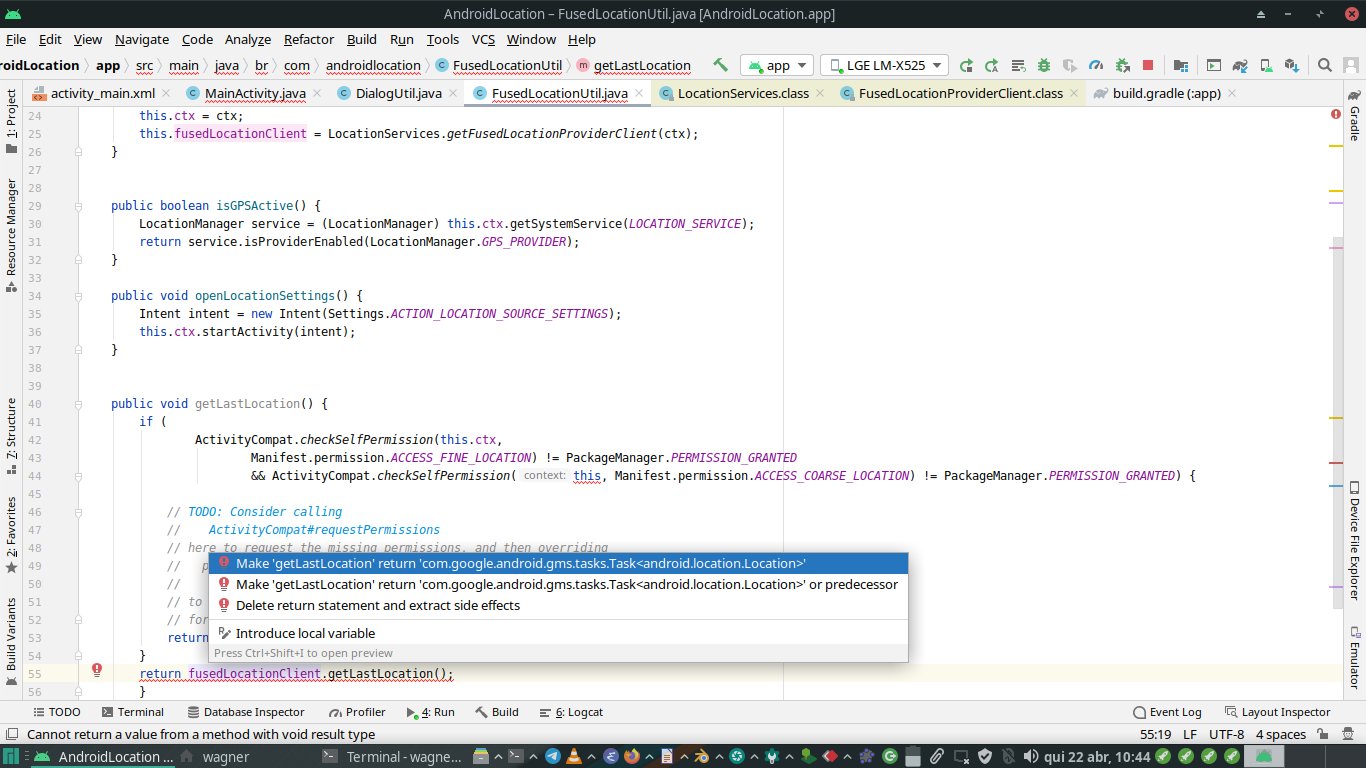 AndroidLocation – FusedLocationUtil.java [AndroidLocation.app]
File Edit View Navigate Code Analyze Refactor Build Run Tools VCS Window Help
roidLocation app src main java br com androidlocation FusedLocationUtil getLastLocation app LGE LM-X525
activity_main.xml MainActivity.java DialogUtil.java FusedLocationUtil.java LocationServices.class FusedLocationProviderClient.class build.gradle (:app)
1: Project
Resource Manager
7: Structure
2: Favorites
Build Variants
24 this.ctx = ctx;
25 this.fusedLocationClient = LocationServices.getFusedLocationProviderClient(ctx);
26 }
27
28
29 public boolean isGPSActive() {
30 LocationManager service = (LocationManager) this.ctx.getSystemService(LOCATION_SERVICE);
31 return service.isProviderEnabled(LocationManager.GPS_PROVIDER);
32 }
33
34 public void openLocationSettings() {
35 Intent intent = new Intent(Settings.ACTION_LOCATION_SOURCE_SETTINGS);
36 this.ctx.startActivity(intent);
37 }
38
39
40 public void getLastLocation() {
41 if (
42 ActivityCompat.checkSelfPermission(this.ctx,
43 Manifest.permission.ACCESS_FINE_LOCATION) != PackageManager.PERMISSION_GRANTED
44 && ActivityCompat.checkSelfPermission( context: this, Manifest.permission.ACCESS_COARSE_LOCATION) != PackageManager.PERMISSION_GRANTED) {
45
46 // TODO: Consider calling
47 // ActivityCompat#requestPermissions
48 // here to request the missing permissions, and then overriding
49 // p
50 //
51 // to
52 // for
53 return
54 }
55 return fusedLocationClient.getLastLocation();
56 }
Make 'getLastLocation' return 'com.google.android.gms.tasks.Task<android.location.Location>'
Make 'getLastLocation' return 'com.google.android.gms.tasks.Task<android.location.Location>' or predecessor
Delete return statement and extract side effects
Introduce local variable
Press Ctrl+Shift+I to open preview
Gradle
Device File Explorer
Emulator
TODO Terminal Database Inspector Profiler 4: Run Build 6: Logcat Event Log Layout Inspector
Cannot return a value from a method with void result type 55:19 LF UTF-8 4 spaces
AndroidLocation ... wagner Terminal - wagne... qui 22 abr, 10:44